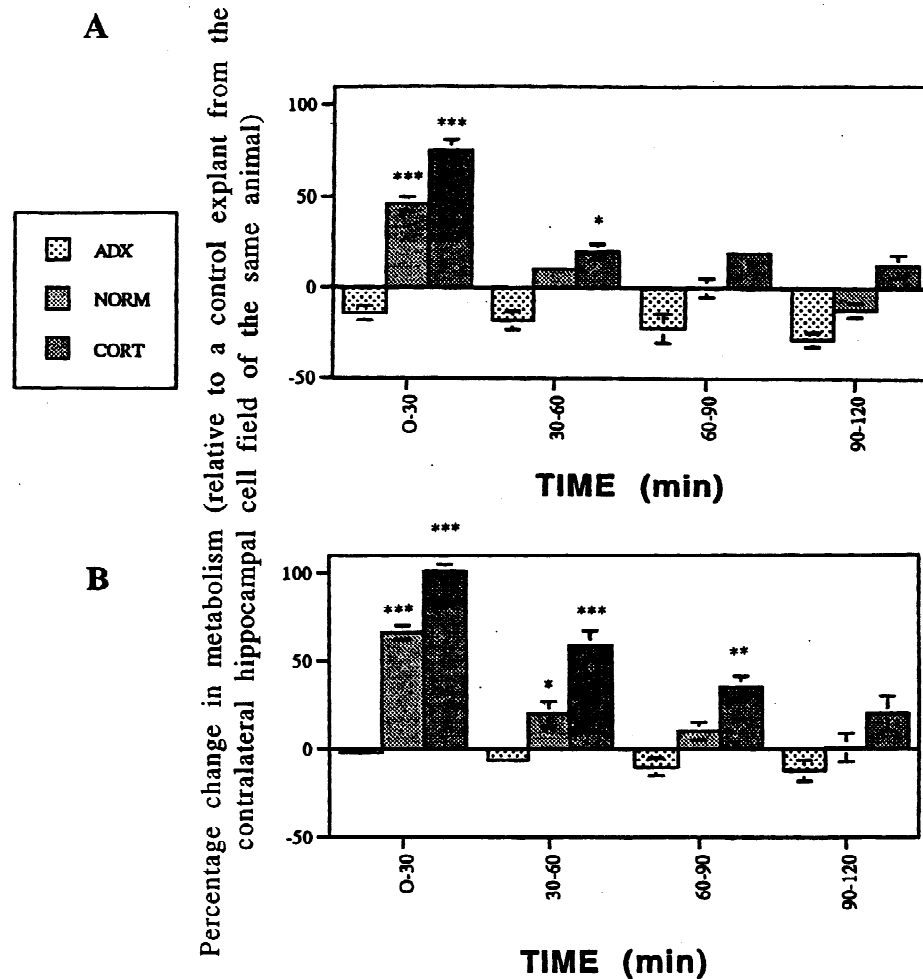 A
Percentage change in metabolism (relative to a control explant from the
contralateral hippocampal cell field of the same animal)
ADX
NORM
CORT
100
50
0
-50
***
***
*
O-30
30-60
60-90
90-120
TIME (min)
B
100
50
0
-50
***
***
*
***
**
O-30
30-60
60-90
90-120
TIME (min)